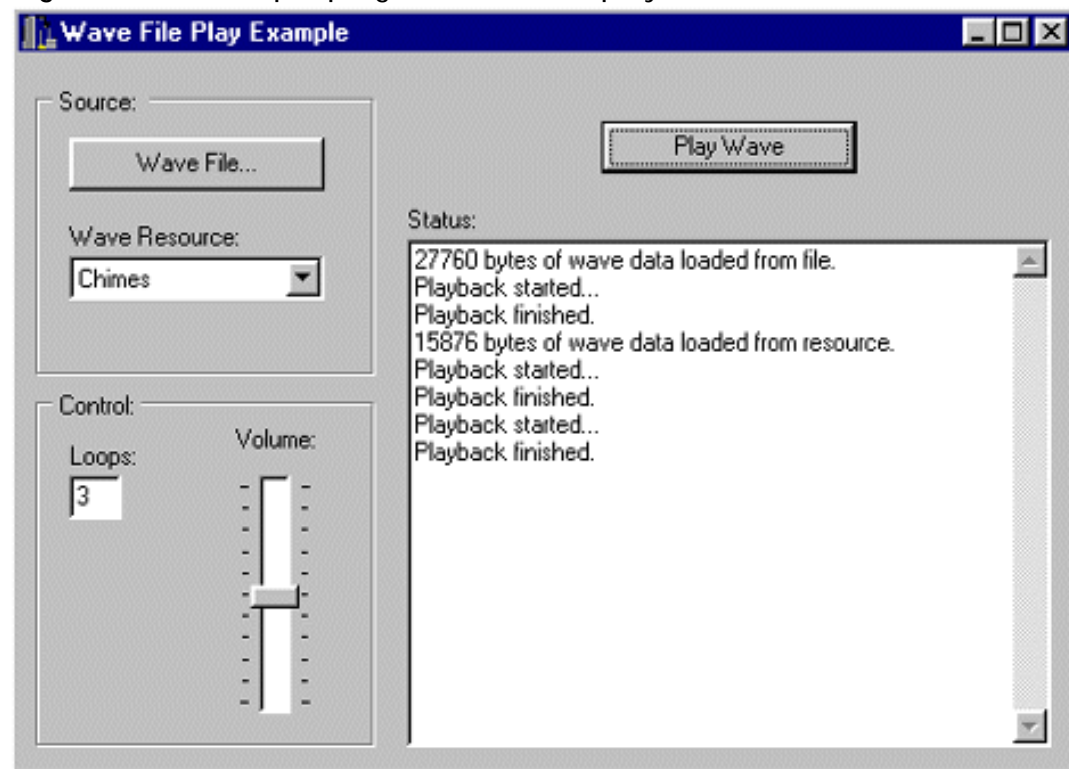 Wave File Play Example
Source:
Wave File...
Wave Resource:
Chimes
Control:
Loops:
3
Volume:
Play Wave
Status:
27760 bytes of wave data loaded from file.
Playback started...
Playback finished.
15876 bytes of wave data loaded from resource.
Playback started...
Playback finished.
Playback started...
Playback finished.